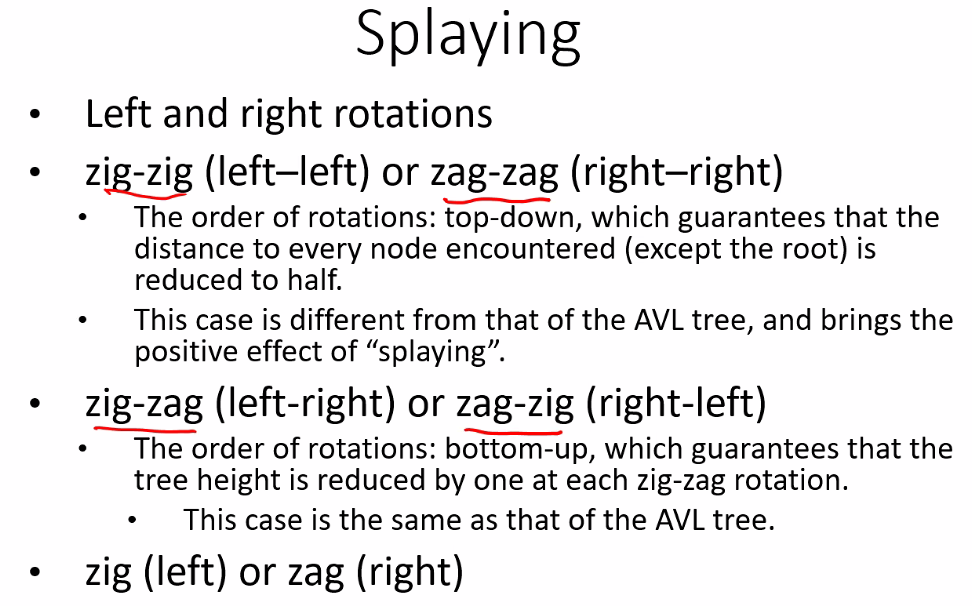 Splaying
• Left and right rotations
• zig-zig (left–left) or zag-zag (right–right)
• The order of rotations: top-down, which guarantees that the
distance to every node encountered (except the root) is
reduced to half.
• This case is different from that of the AVL tree, and brings the
positive effect of “splaying”.
• zig-zag (left-right) or zag-zig (right-left)
• The order of rotations: bottom-up, which guarantees that the
tree height is reduced by one at each zig-zag rotation.
• This case is the same as that of the AVL tree.
• zig (left) or zag (right)